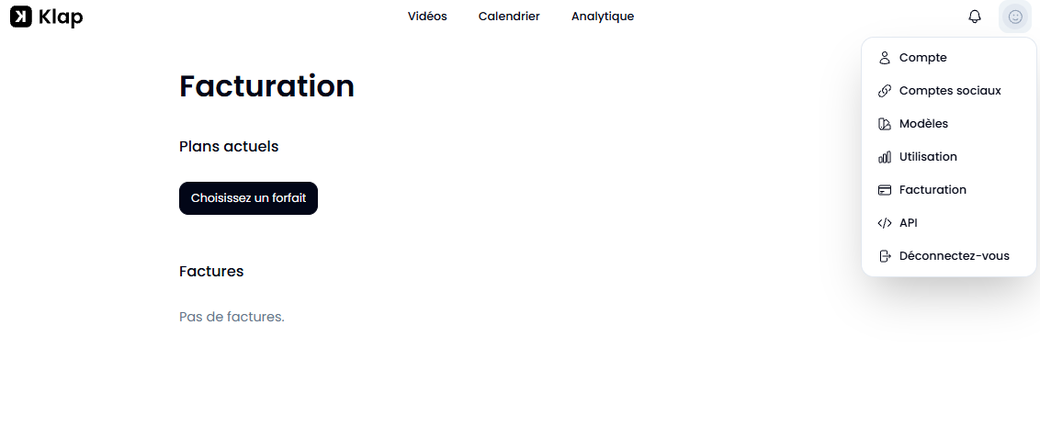 Klap
Vidéos Calendrier Analytique
Facturation
Plans actuels
Choisissez un forfait
Factures
Pas de factures.
Compte
Comptes sociaux
Modèles
Utilisation
Facturation
API
Déconnectez-vous